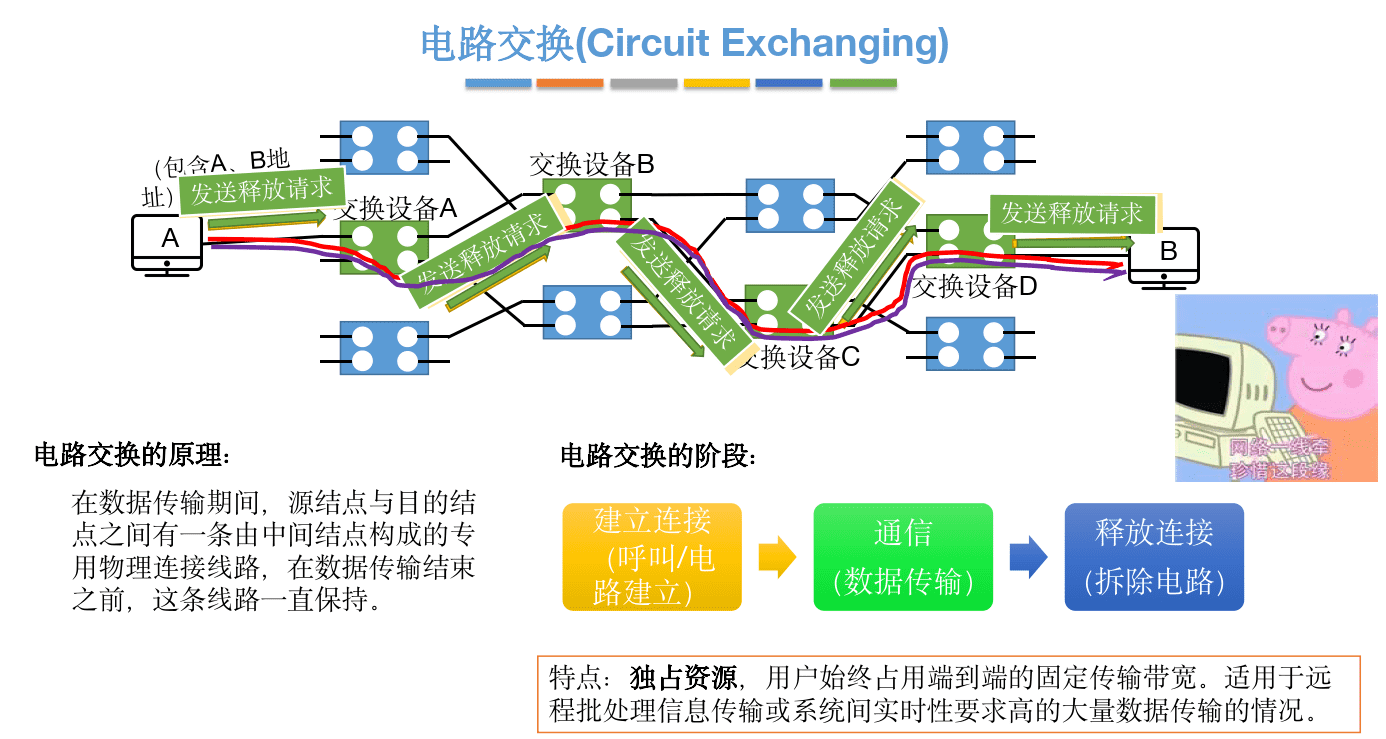 电路交换(Circuit Exchanging)
（包含A、B地
址）
发送释放请求
交换设备A
A
交换设备B
发送释放请求
发送释放请求
交换设备C
发送释放请求
交换设备D
发送释放请求
B
网络一线牵
珍惜这段缘
电路交换的原理：
在数据传输期间，源结点与目的结
点之间有一条由中间结点构成的专
用物理连接线路，在数据传输结束
之前，这条线路一直保持。
电路交换的阶段：
建立连接
（呼叫/电
路建立）
通信
(数据传输）
释放连接
(拆除电路）
特点：独占资源，用户始终占用端到端的固定传输带宽。适用于远
程批处理信息传输或系统间实时性要求高的大量数据传输的情况。